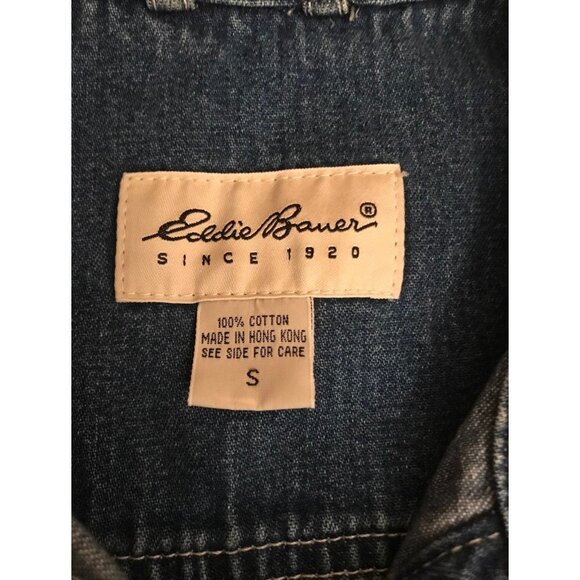 Eddie Bauer®
SINCE 1920
100% COTTON
MADE IN HONG KONG
SEE SIDE FOR CARE
S